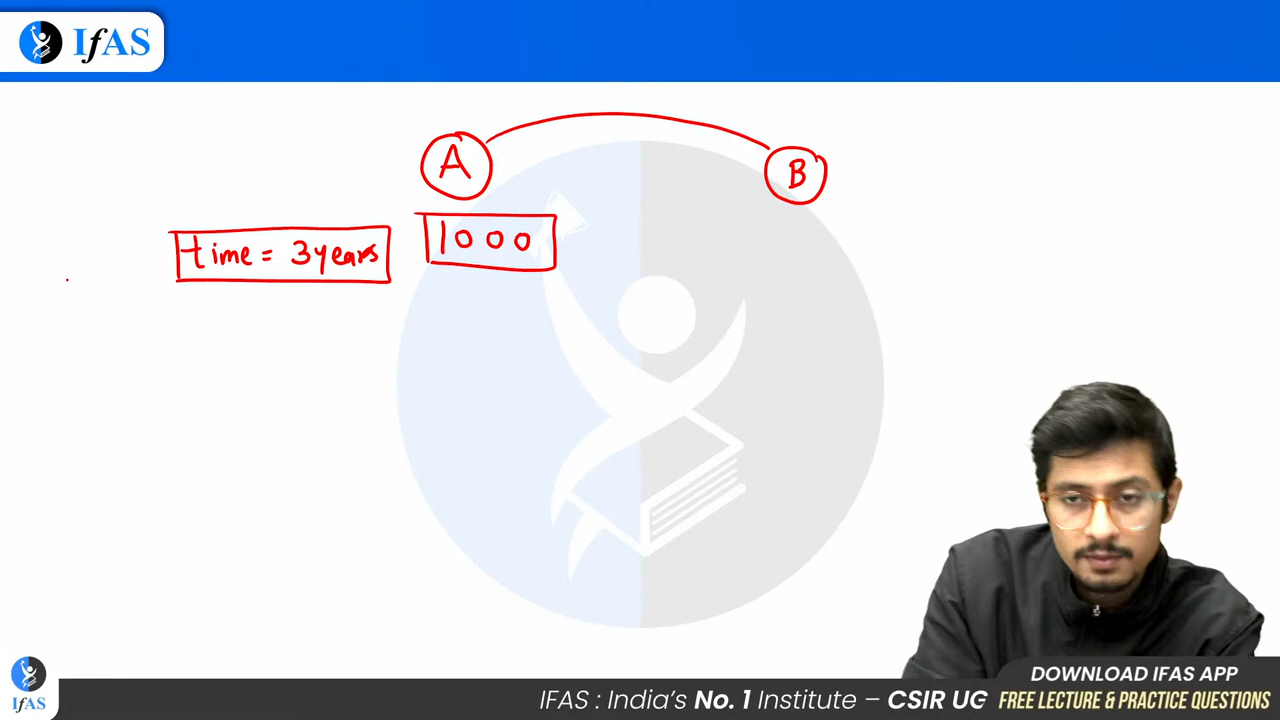 IfAS
A
B
1000
time = 3years
IfAS
DOWNLOAD IFAS APP
IFAS : India's No. 1 Institute – CSIR UG
FREE LECTURE & PRACTICE QUESTIONS